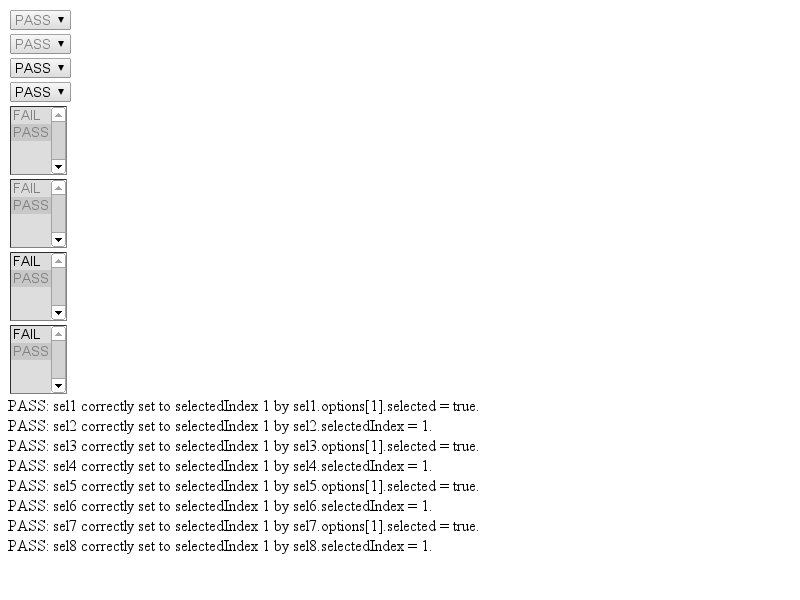 PASS
PASS
PASS
PASS
FAIL
PASS
FAIL
PASS
FAIL
PASS
FAIL
PASS
PASS: sel1 correctly set to selectedIndex 1 by sel1.options[1].selected = true.
PASS: sel2 correctly set to selectedIndex 1 by sel2.selectedIndex = 1.
PASS: sel3 correctly set to selectedIndex 1 by sel3.options[1].selected = true.
PASS: sel4 correctly set to selectedIndex 1 by sel4.selectedIndex = 1.
PASS: sel5 correctly set to selectedIndex 1 by sel5.options[1].selected = true.
PASS: sel6 correctly set to selectedIndex 1 by sel6.selectedIndex = 1.
PASS: sel7 correctly set to selectedIndex 1 by sel7.options[1].selected = true.
PASS: sel8 correctly set to selectedIndex 1 by sel8.selectedIndex = 1.